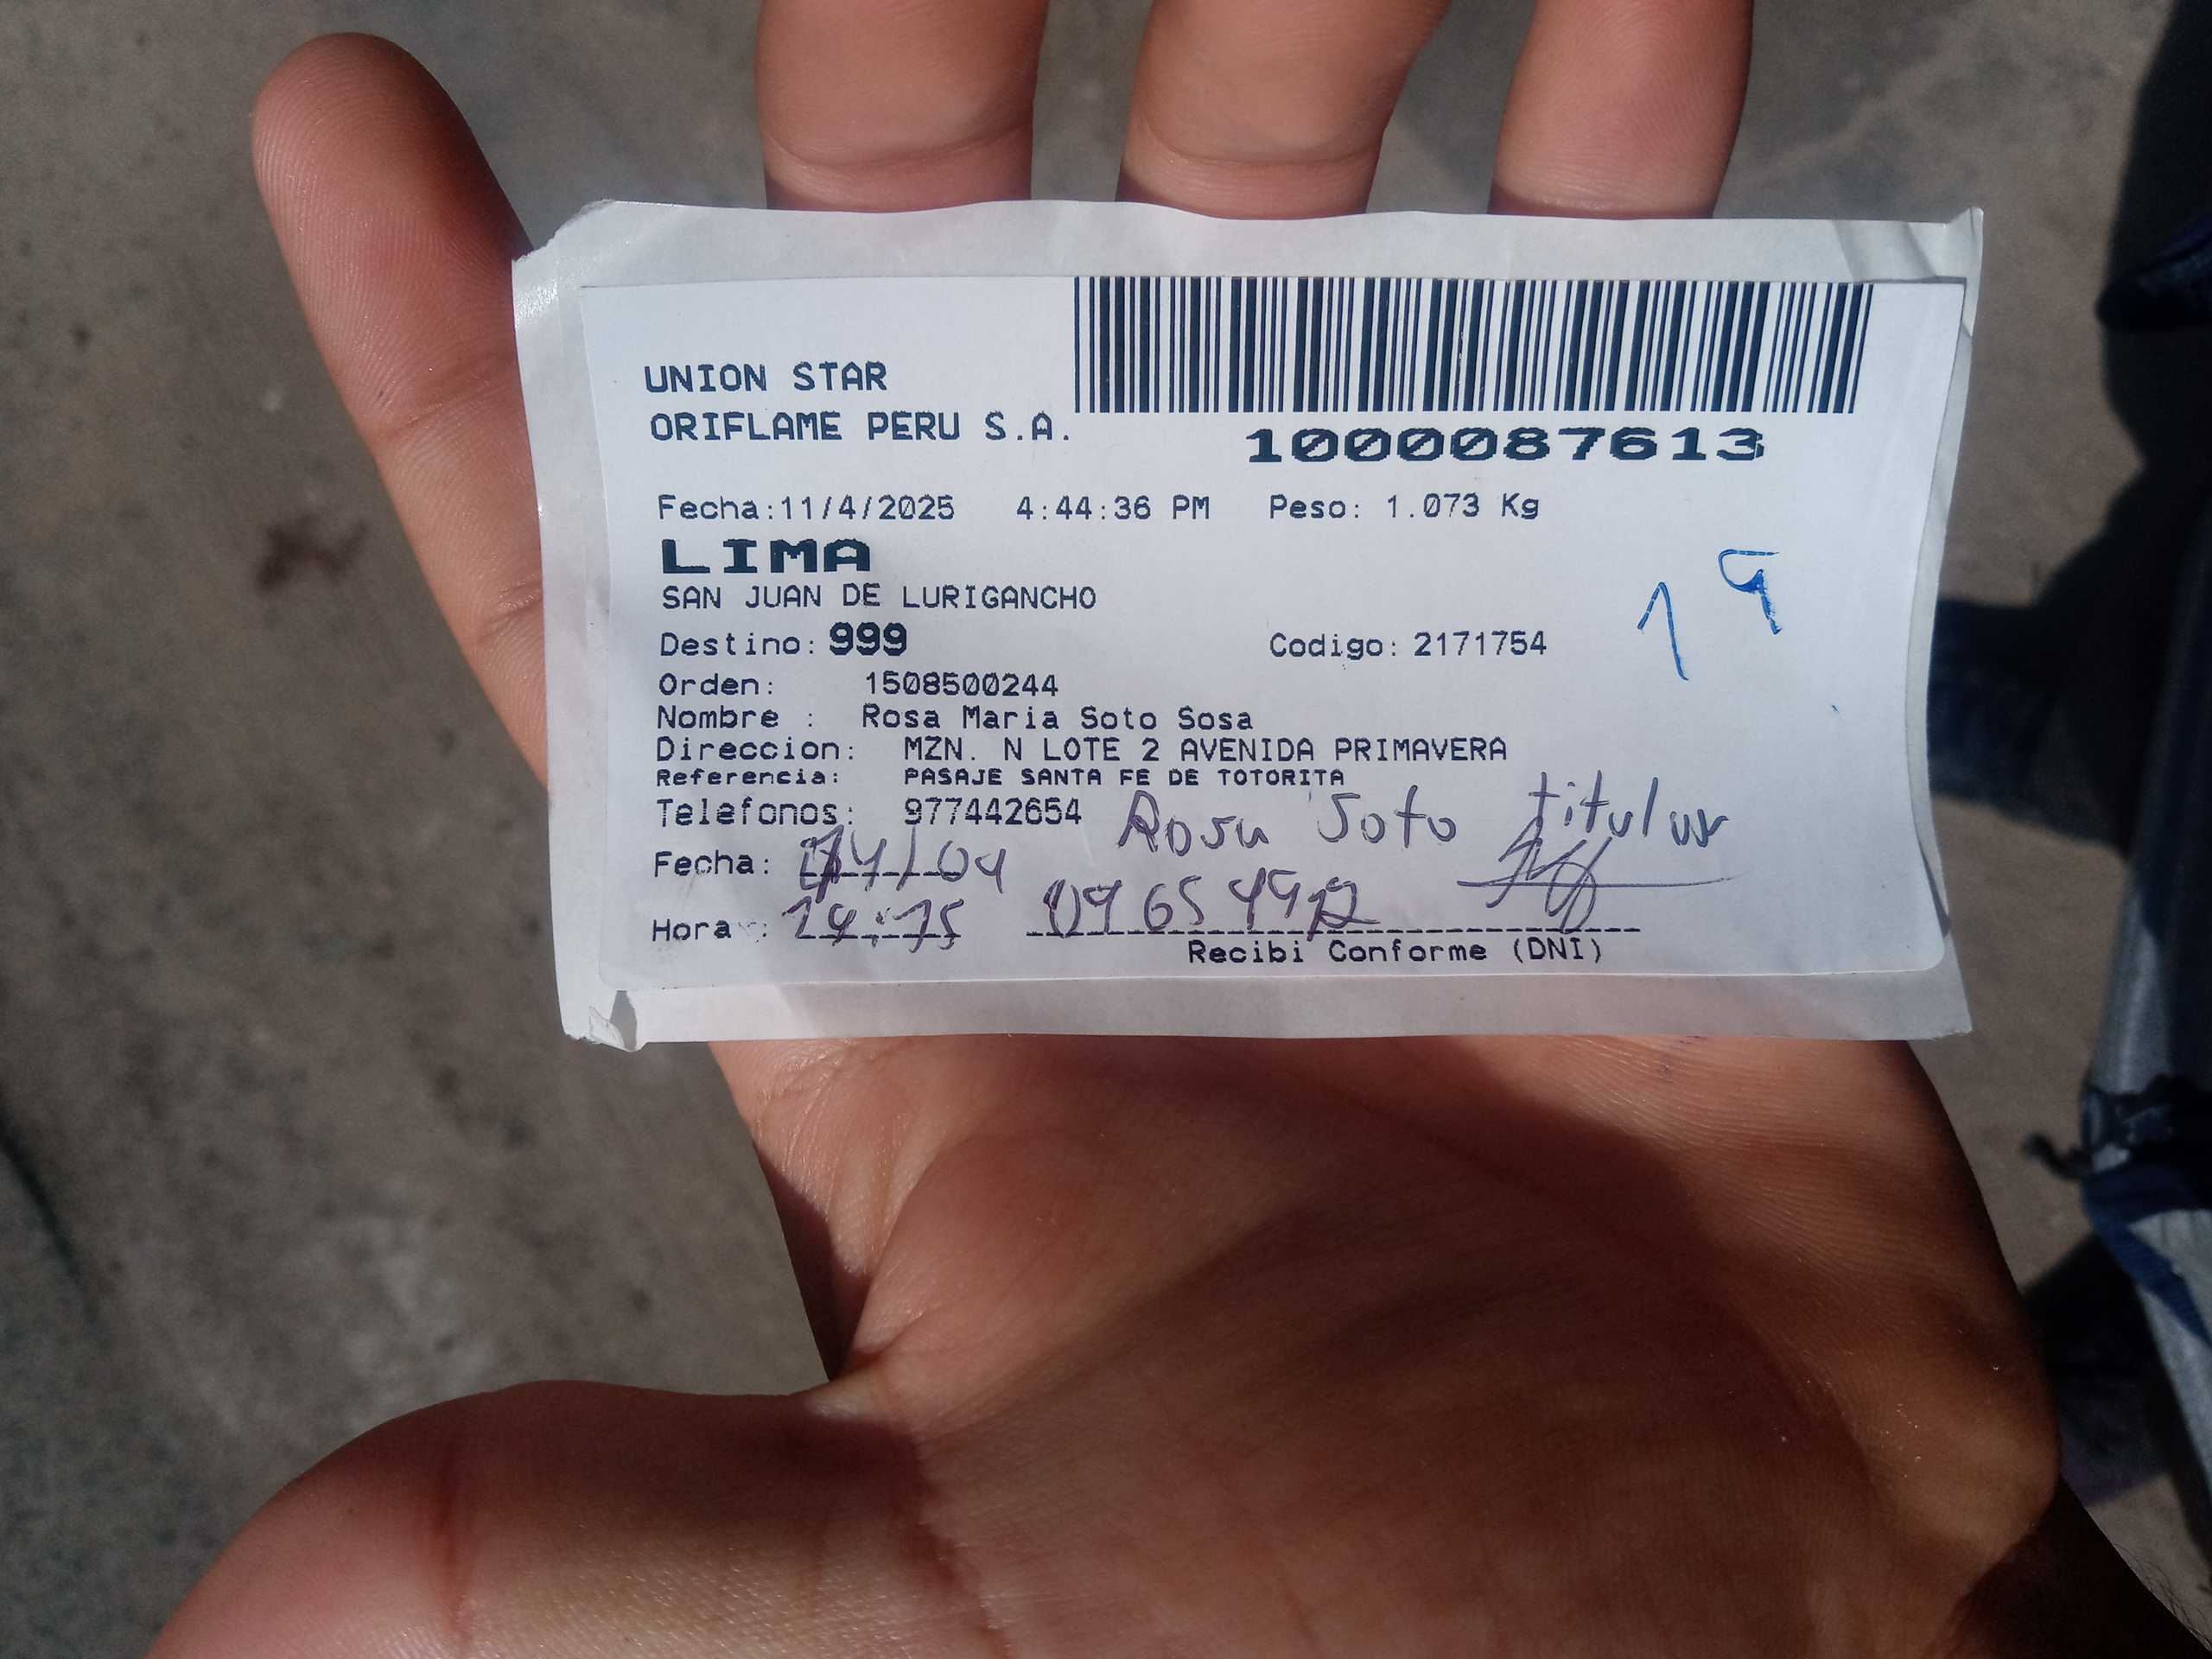 UNION STAR
ORIFLAME PERU S.A.
1000087613
Fecha:11/4/2025 4:44:36 PM Peso: 1.073 Kg
LIMA
SAN JUAN DE LURIGANCHO
Destino: 999 Codigo: 2171754
Orden: 1508500244
Nombre : Rosa Maria Soto Sosa
Direccion: MZN. N LOTE 2 AVENIDA PRIMAVERA
Referencia: PASAJE SANTA FE DE TOTORITA
Telefonos: 977442654 Rosa Soto titular
Fecha: 14/04
Hora :
Recibi Conforme (DNI)